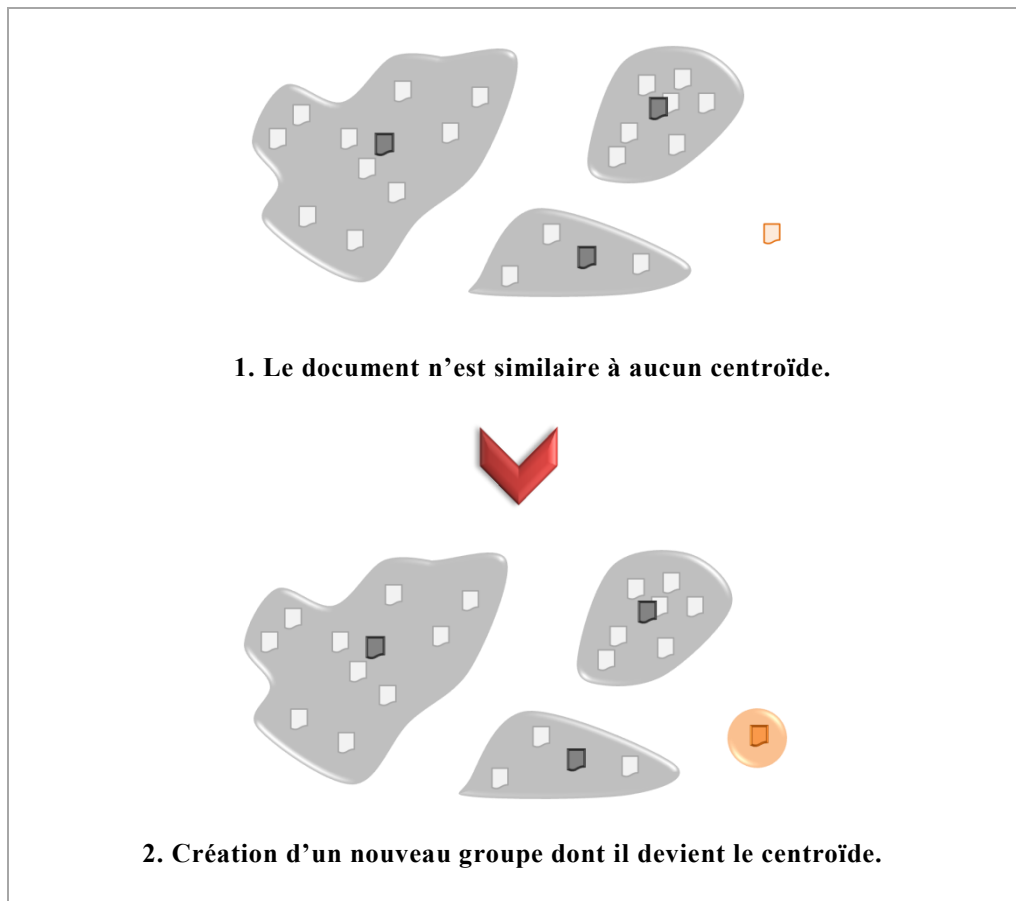 1. Le document n’est similaire à aucun centroïde.
2. Création d’un nouveau groupe dont il devient le centroïde.